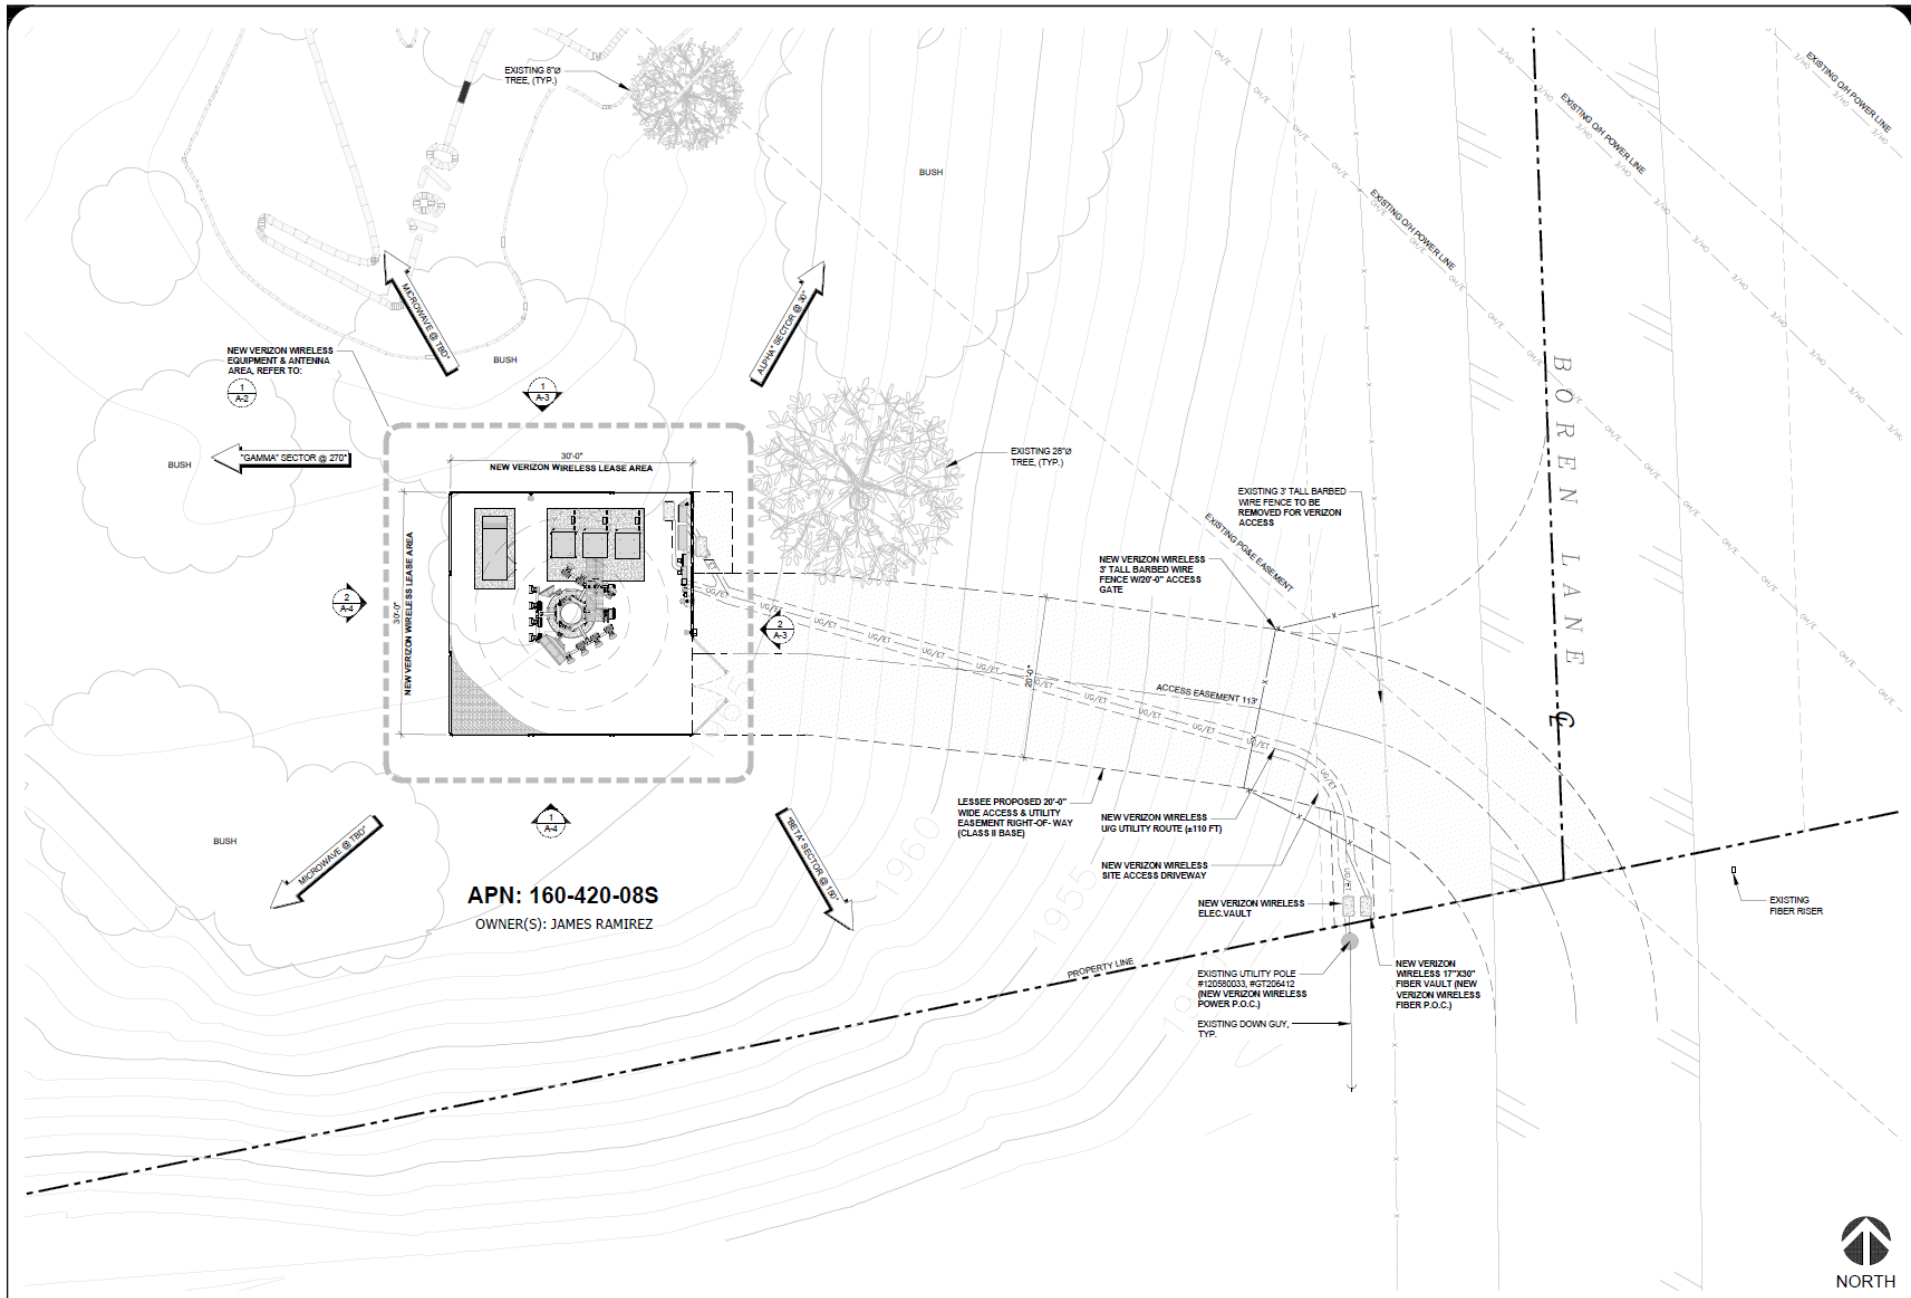 EXISTING 8"Ø
TREE, (TYP.)
BUSH
EXISTING O/H POWER LINE
EXISTING O/H POWER LINE
EXISTING O/H POWER LINE
OH/E
MICROWAVE @ TBD°
ALPHA" SECTOR @ 30°
BUSH
NEW VERIZON WIRELESS
EQUIPMENT & ANTENNA
AREA, REFER TO:
1
A-2
1
A-3
BUSH
"GAMMA" SECTOR @ 270°
30'-0"
NEW VERIZON WIRELESS LEASE AREA
30'-0"
NEW VERIZON WIRELESS LEASE AREA
2
A-4
2
A-3
EXISTING 28"Ø
TREE, (TYP.)
EXISTING 3' TALL BARBED
WIRE FENCE TO BE
REMOVED FOR VERIZON
ACCESS
EXISTING PG&E EASEMENT
NEW VERIZON WIRELESS
3' TALL BARBED WIRE
FENCE W/20'-0" ACCESS
GATE
BOREN LANE
UG/ET
20'-0"
ACCESS EASEMENT 113'
LESSEE PROPOSED 20'-0"
WIDE ACCESS & UTILITY
EASEMENT RIGHT-OF- WAY
(CLASS II BASE)
NEW VERIZON WIRELESS
U/G UTILITY ROUTE (±110 FT)
NEW VERIZON WIRELESS
SITE ACCESS DRIVEWAY
NEW VERIZON WIRELESS
ELEC.VAULT
1960
1955
BUSH
MICROWAVE @ TBD°
1
A-4
"BETA" SECTOR @ 150°
APN: 160-420-08S
OWNER(S): JAMES RAMIREZ
PROPERTY LINE
EXISTING UTILITY POLE
#120580033, #GT206412
(NEW VERIZON WIRELESS
POWER P.O.C.)
EXISTING DOWN GUY,
TYP.
NEW VERIZON
WIRELESS 17"X30"
FIBER VAULT (NEW
VERIZON WIRELESS
FIBER P.O.C.)
EXISTING
FIBER RISER
NORTH